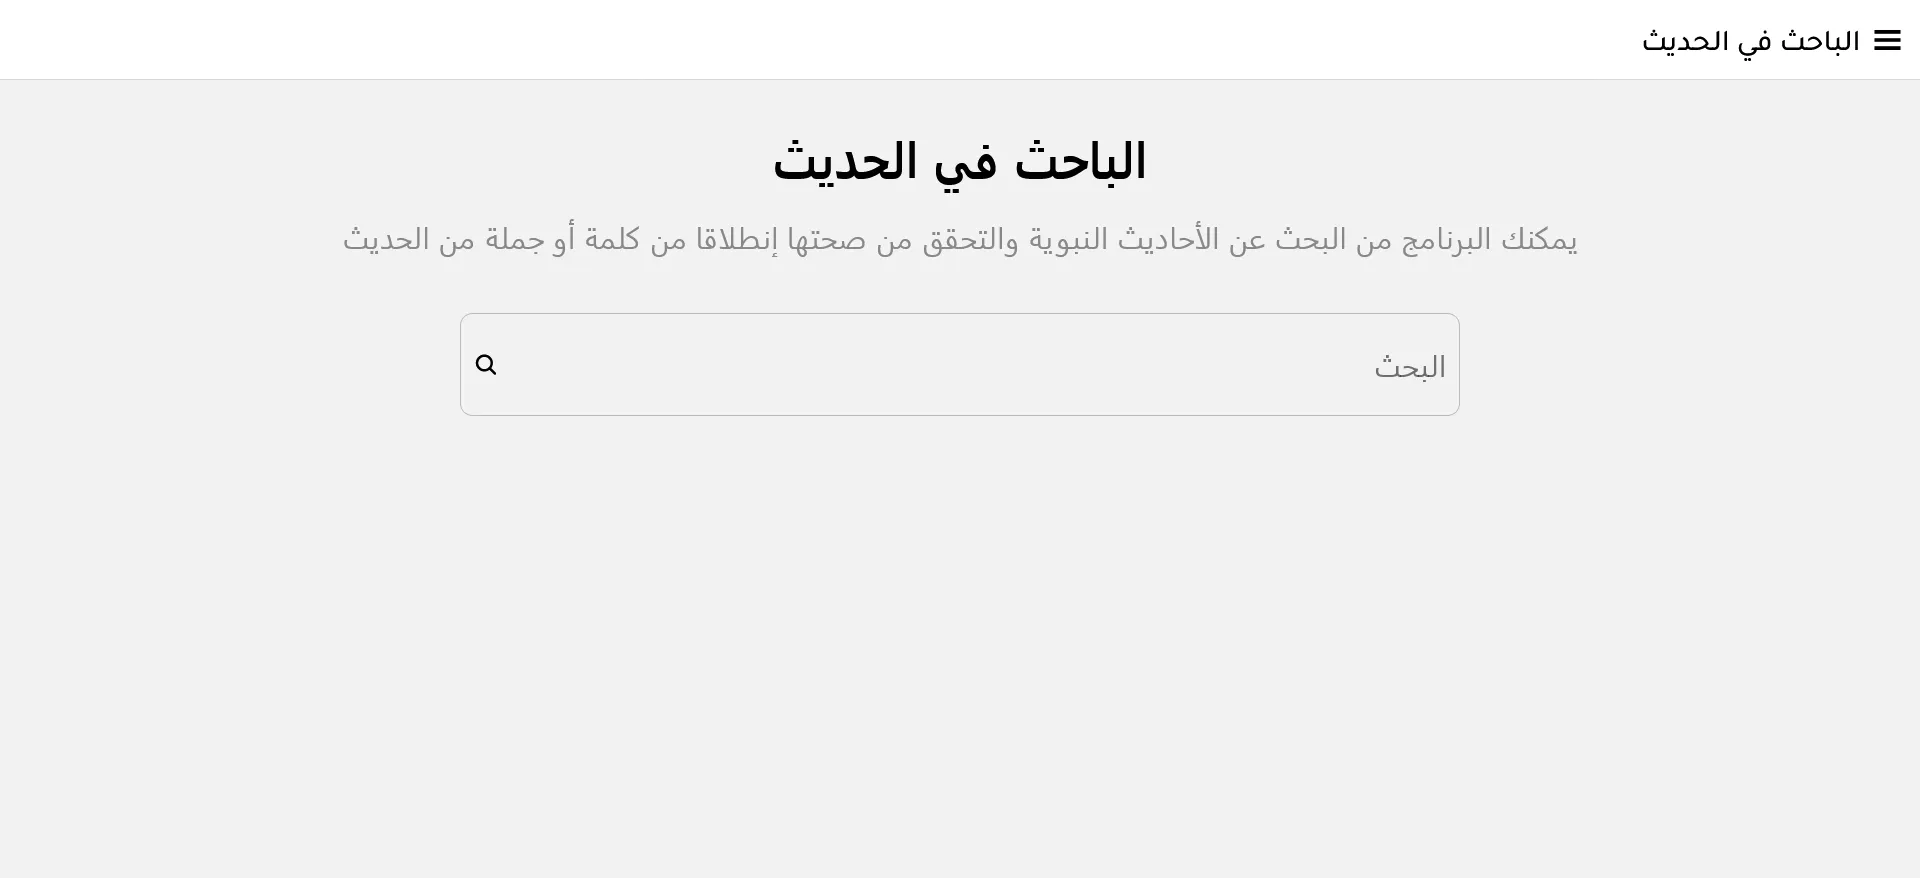 الباحث في الحديث
الباحث في الحديث
يمكنك البرنامج من البحث عن الأحاديث النبوية والتحقق من صحتها إنطلاقا من كلمة أو جملة من الحديث
البحث